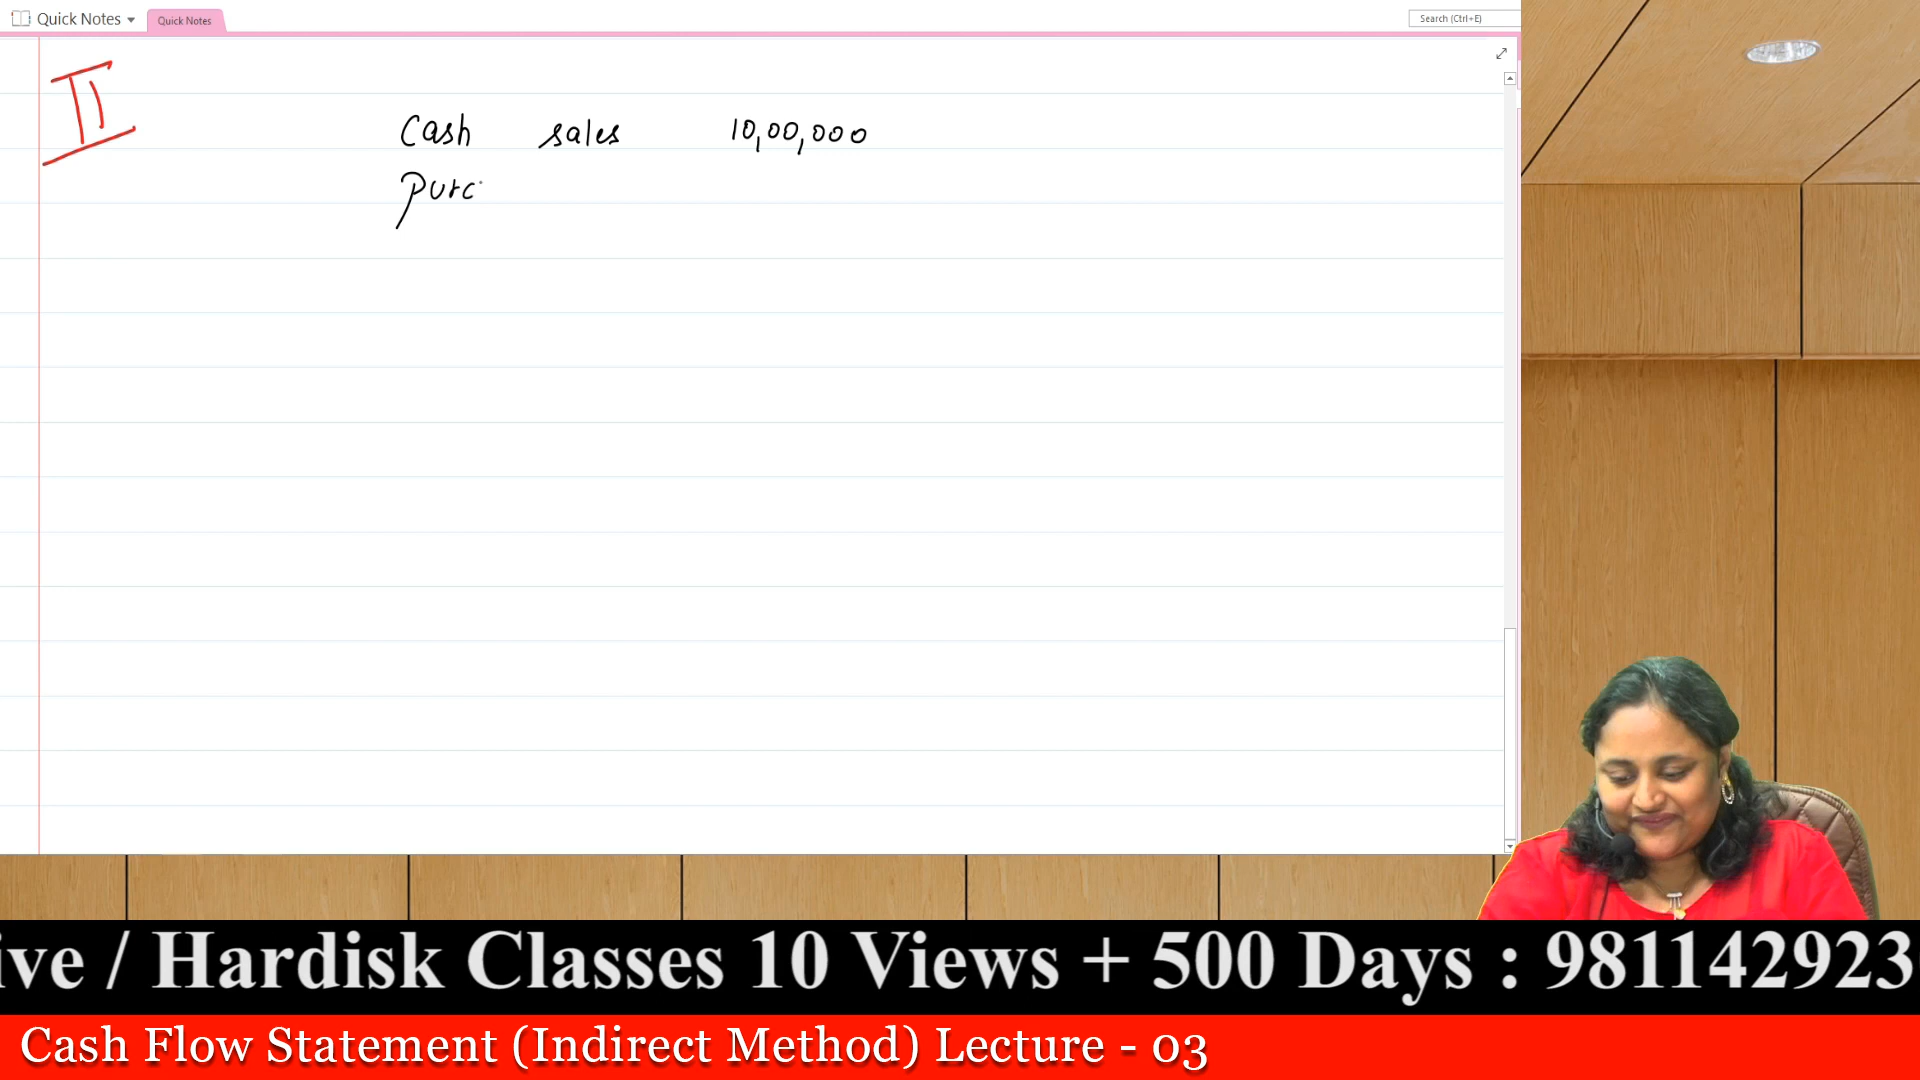 Quick Notes
Quick Notes
Search (Ctrl+E)
II
Cash sales 10,00,000
Purc
ive / Hardisk Classes 10 Views + 500 Days : 981142923
Cash Flow Statement (Indirect Method) Lecture - 03